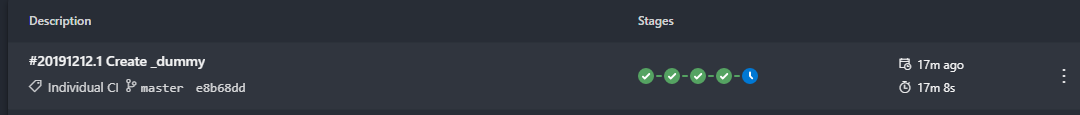 Description Stages
#20191212.1 Create _dummy
17m ago
Individual CI master e8b68dd
17m 8s